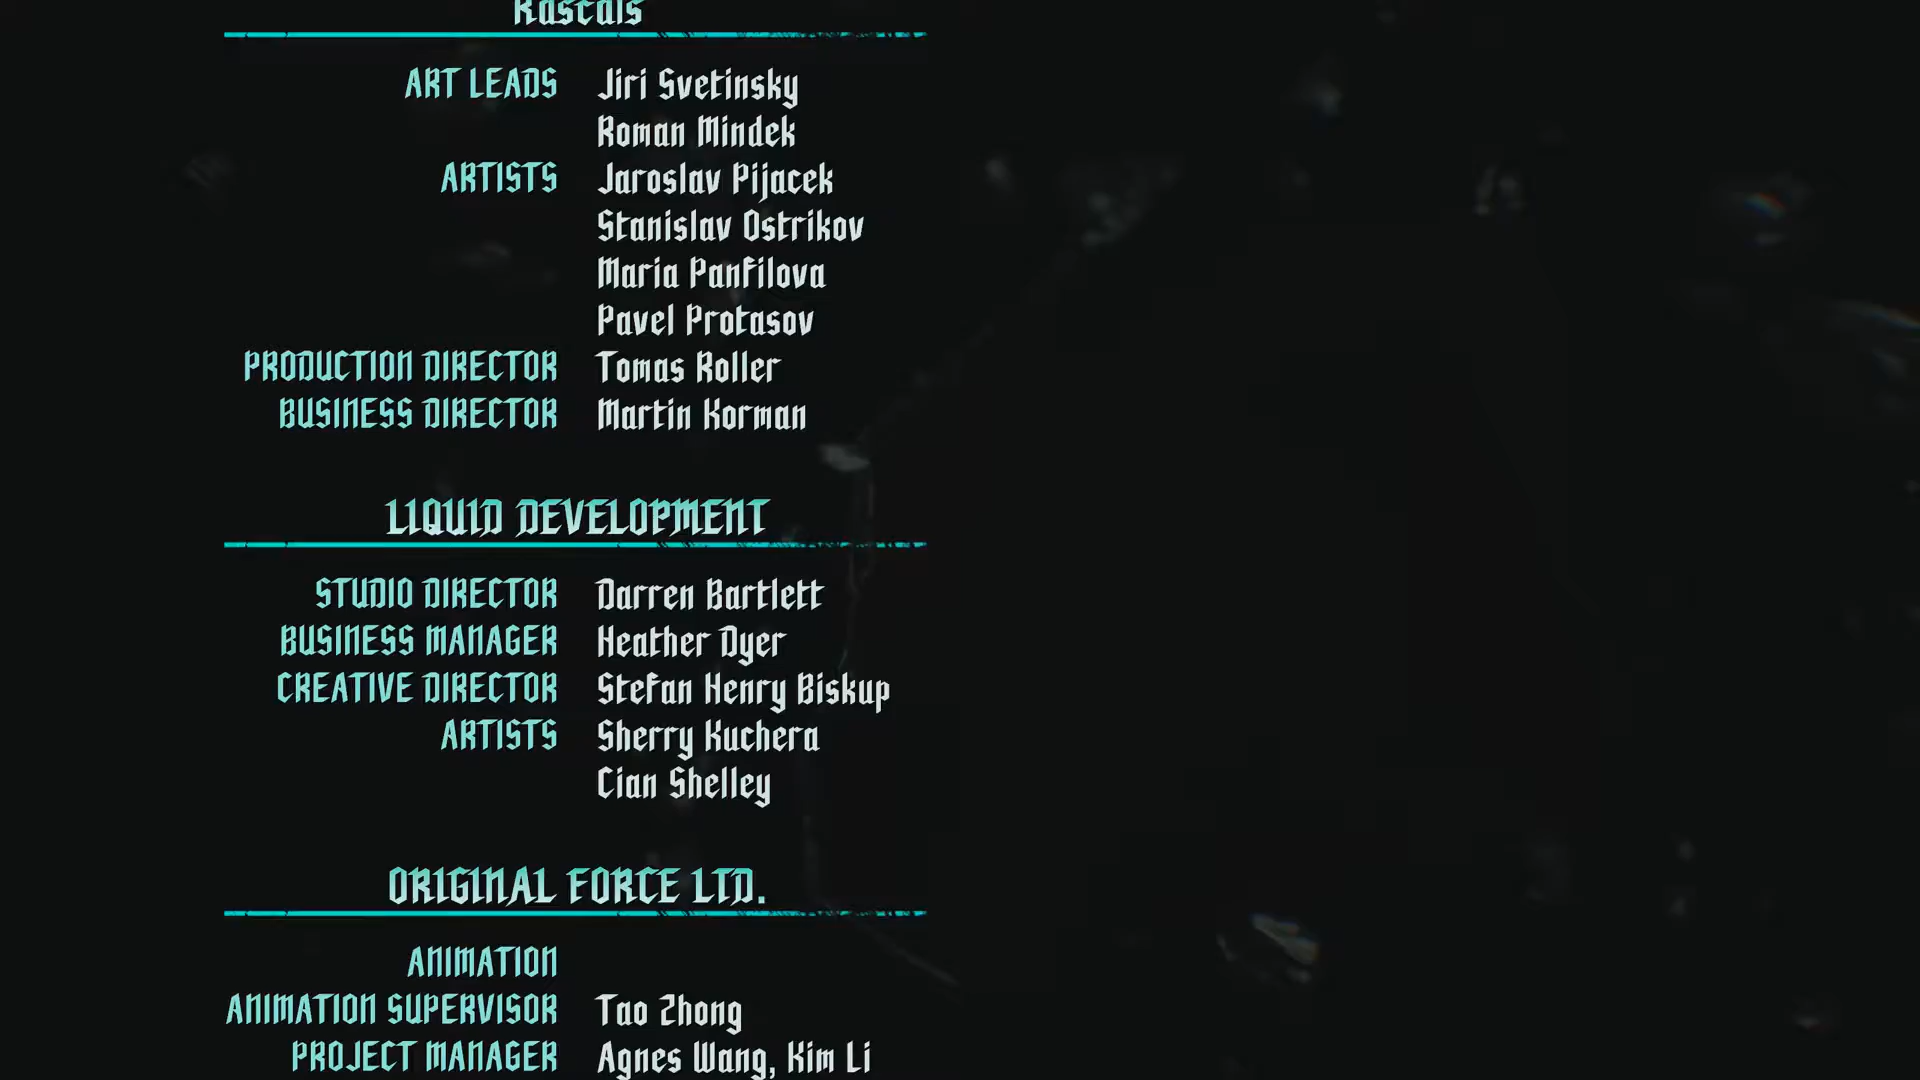 Rascals
ART LEADS Jiri Svetinsky
Roman Mindek
ARTISTS Jaroslav Pijacek
Stanislav Ostrikov
Maria Panfilova
Pavel Protasov
PRODUCTION DIRECTOR Tomas Roller
BUSINESS DIRECTOR Martin Korman
LIQUID DEVELOPMENT
STUDIO DIRECTOR Darren Bartlett
BUSINESS MANAGER Heather Dyer
CREATIVE DIRECTOR Stefan Henry Biskup
ARTISTS Sherry Kuchera
Cian Shelley
ORIGINAL FORCE LTD.
ANIMATION
ANIMATION SUPERVISOR Tao Zhong
PROJECT MANAGER Agnes Wang, Kim Li